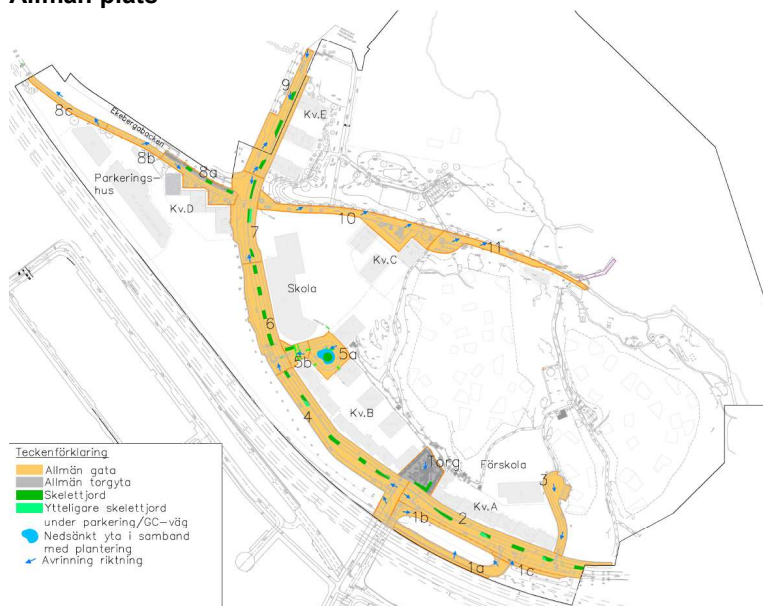 Allmän plats
9
Kv.E
Ekebergabacken
8c
8b
8a
Parkerings-
hus
Kv.D
10
7
11
Kv.C
Skola
6
5a
5b
4
Kv.B
Torg
Förskola
3
Kv.A
2
1b
1a
1c
Teckenförklaring
Allmän gata
Allmän torgyta
Skelettjord
Ytteligare skelettjord
under parkering/GC-väg
Nedsänkt yta i samband
med plantering
Avrinning riktning